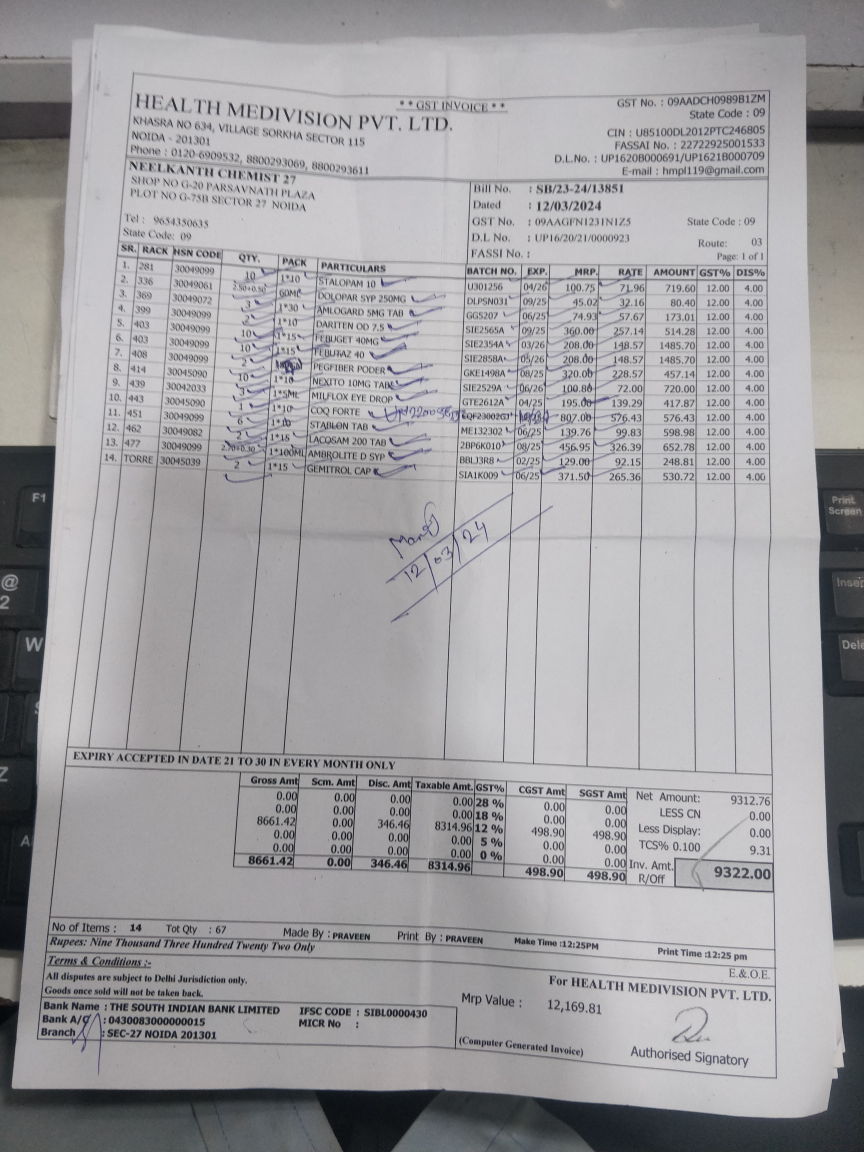 ** GST INVOICE **
HEALTH MEDIVISION PVT. LTD.
KHASRA NO 634, VILLAGE SORKHA SECTOR 115
NOIDA - 201301
Phone : 0120-6909532, 8800293069, 8800293611
GST No. : 09AADCH0989B1ZM
State Code : 09
CIN : U85100DL2012PTC246805
FASSAI No. : 22722925001533
D.L.No. : UP1620B000691/UP1621B000709
E-mail : hmpl119@gmail.com
NEELKANTH CHEMIST 27
SHOP NO G-20 PARSAVNATH PLAZA
PLOT NO G-75B SECTOR 27 NOIDA
Tel : 9654350635
State Code: 09
Bill No. : SB/23-24/13851
Dated : 12/03/2024
GST No. : 09AAGFN1231N1Z5 State Code : 09
D.L No. : UP16/20/21/0000923
FASSI No. : Route: 03
Page: 1 of 1
SR. RACK HSN CODE QTY. PACK PARTICULARS BATCH NO. EXP. MRP. RATE AMOUNT GST% DIS%
1. 281 30049099 10 1*10 STALOPAM 10 U301256 04/26 100.75 71.96 719.60 12.00 4.00
2. 336 30049061 2.50+0.50 60ML DOLOPAR SYP 250MG DLPSN031 09/25 45.02 32.16 80.40 12.00 4.00
3. 369 30049072 3 1*30 AMLOGARD 5MG TAB GG5207 06/25 74.93 57.67 173.01 12.00 4.00
4. 399 30049099 2 1*10 DARITEN OD 7.5 SIE2565A 09/25 360.00 257.14 514.28 12.00 4.00
5. 403 30049099 10 1*15 FEBUGET 40MG SIE2354A 03/26 208.00 148.57 1485.70 12.00 4.00
6. 403 30049099 10 1*15 FEBUTAZ 40 SIE2858A 05/26 208.00 148.57 1485.70 12.00 4.00
7. 408 30049099 2 PEGFIBER PODER GKE1498A 08/25 320.00 228.57 457.14 12.00 4.00
8. 414 30045090 10 1*10 NEXITO 10MG TAB SIE2529A 06/26 100.80 72.00 720.00 12.00 4.00
9. 439 30042033 3 1*5ML MILFLOX EYE DROP GTE2612A 04/25 195.00 139.29 417.87 12.00 4.00
10. 443 30045090 1 1*10 COQ FORTE 807.00 576.43 576.43 12.00 4.00
11. 451 30049099 6 1*10 STABLON TAB ME132302 06/25 139.76 99.83 598.98 12.00 4.00
12. 462 30049082 2 1*15 LACOSAM 200 TAB 2BP6K010 08/25 456.95 326.39 652.78 12.00 4.00
13. 477 30049099 2.70+0.30 1*100ML AMBROLITE D SYP BBLJ3R8 02/25 129.00 92.15 248.81 12.00 4.00
14. TORRE 30045039 2 1*15 GEMITROL CAP SIA1K009 06/25 371.50 265.36 530.72 12.00 4.00
12/03/24
EXPIRY ACCEPTED IN DATE 21 TO 30 IN EVERY MONTH ONLY
Gross Amt Scm. Amt Disc. Amt Taxable Amt. GST% CGST Amt SGST Amt
0.00 0.00 0.00 0.00 28 % 0.00 0.00
0.00 0.00 0.00 0.00 18 % 0.00 0.00
8661.42 0.00 346.46 8314.96 12 % 498.90 498.90
0.00 0.00 0.00 0.00 5 % 0.00 0.00
0.00 0.00 0.00 0.00 0 % 0.00 0.00
8661.42 0.00 346.46 8314.96 498.90 498.90
Net Amount: 9312.76
LESS CN 0.00
Less Display: 0.00
TCS% 0.100 9.31
Inv. Amt. 9322.00
R/Off
No of Items : 14 Tot Qty : 67 Made By : PRAVEEN Print By : PRAVEEN Make Time :12:25PM Print Time :12:25 pm
Rupees: Nine Thousand Three Hundred Twenty Two Only
E.&.O.E.
Terms & Conditions :-
All disputes are subject to Delhi Jurisdiction only.
Goods once sold will not be taken back.
Bank Name : THE SOUTH INDIAN BANK LIMITED IFSC CODE : SIBL0000430
Bank A/C : 0430083000000015 MICR No :
Branch : SEC-27 NOIDA 201301
Mrp Value : 12,169.81
(Computer Generated Invoice)
For HEALTH MEDIVISION PVT. LTD.
Authorised Signatory
F1
@
2
W
Z
Print
Screen